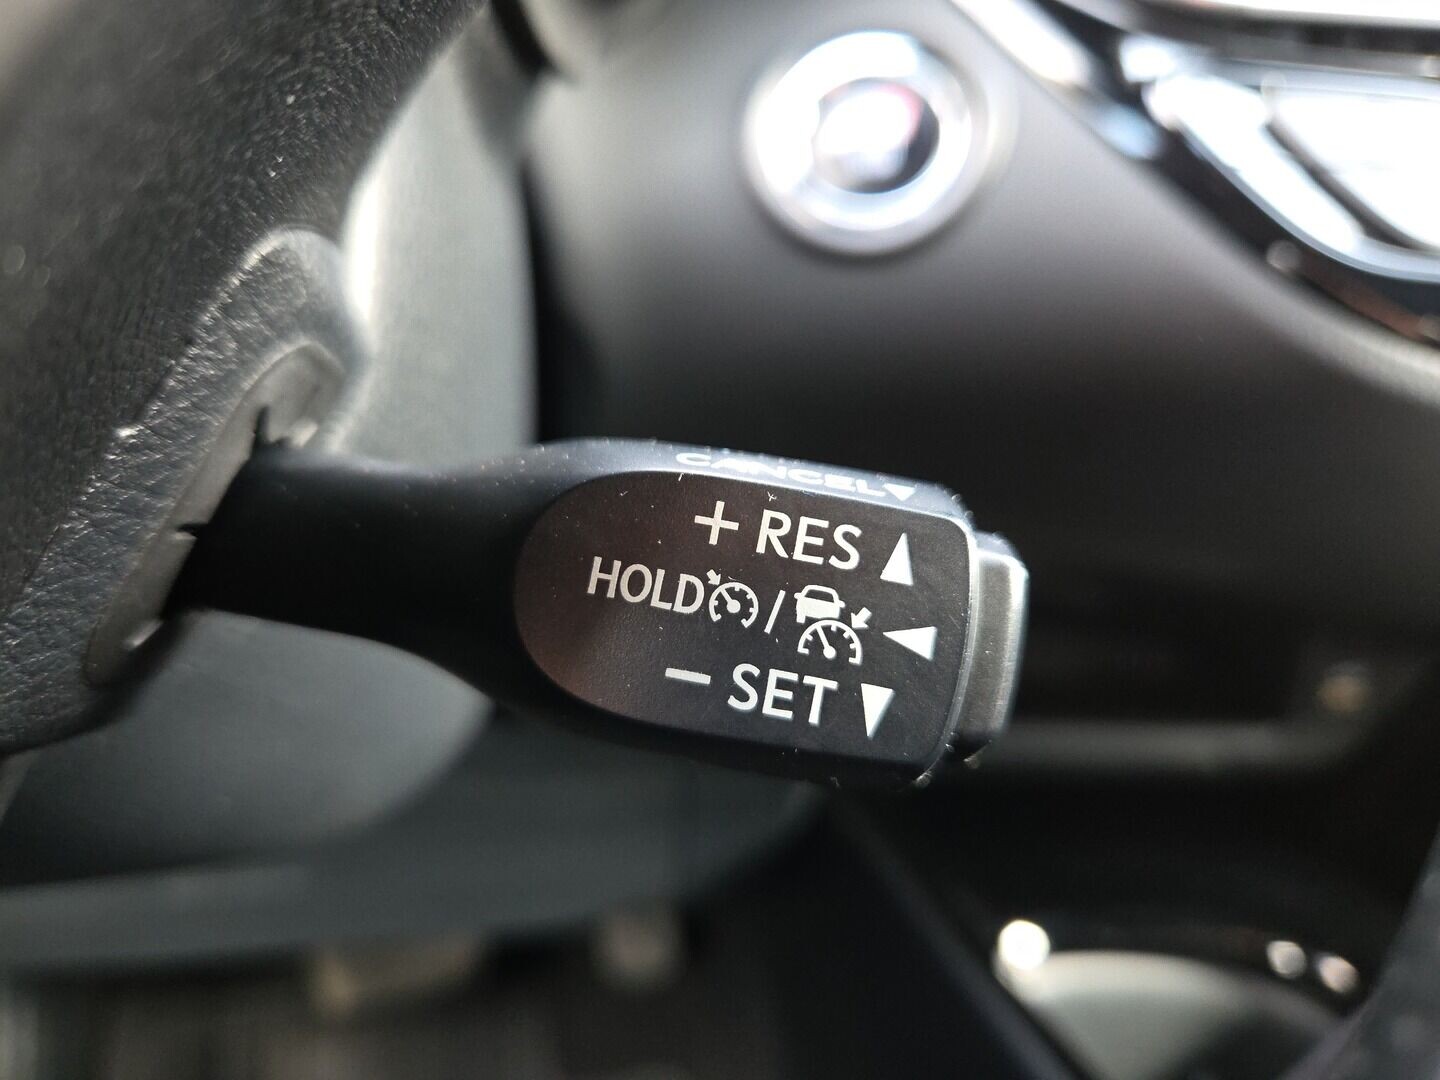 CANCEL▼
+ RES ▲
HOLD / ◀
− SET ▼